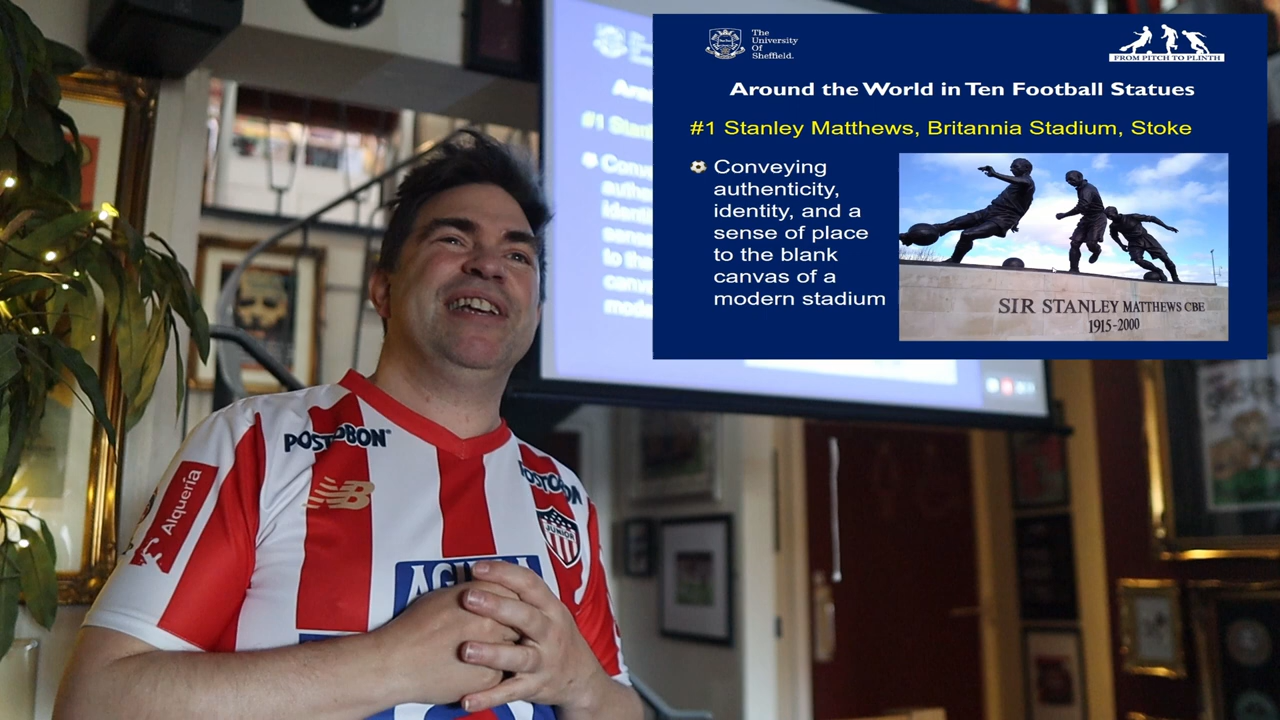 The
University
Of
Sheffield.
FROM PITCH TO PLINTH
Around the World in Ten Football Statues
#1 Stanley Matthews, Britannia Stadium, Stoke
Conveying
authenticity,
identity, and a
sense of place
to the blank
canvas of a
modern stadium
SIR STANLEY MATTHEWS CBE
1915-2000
POSTOBON
POSTOBON
Alquería
NB
JUNIOR